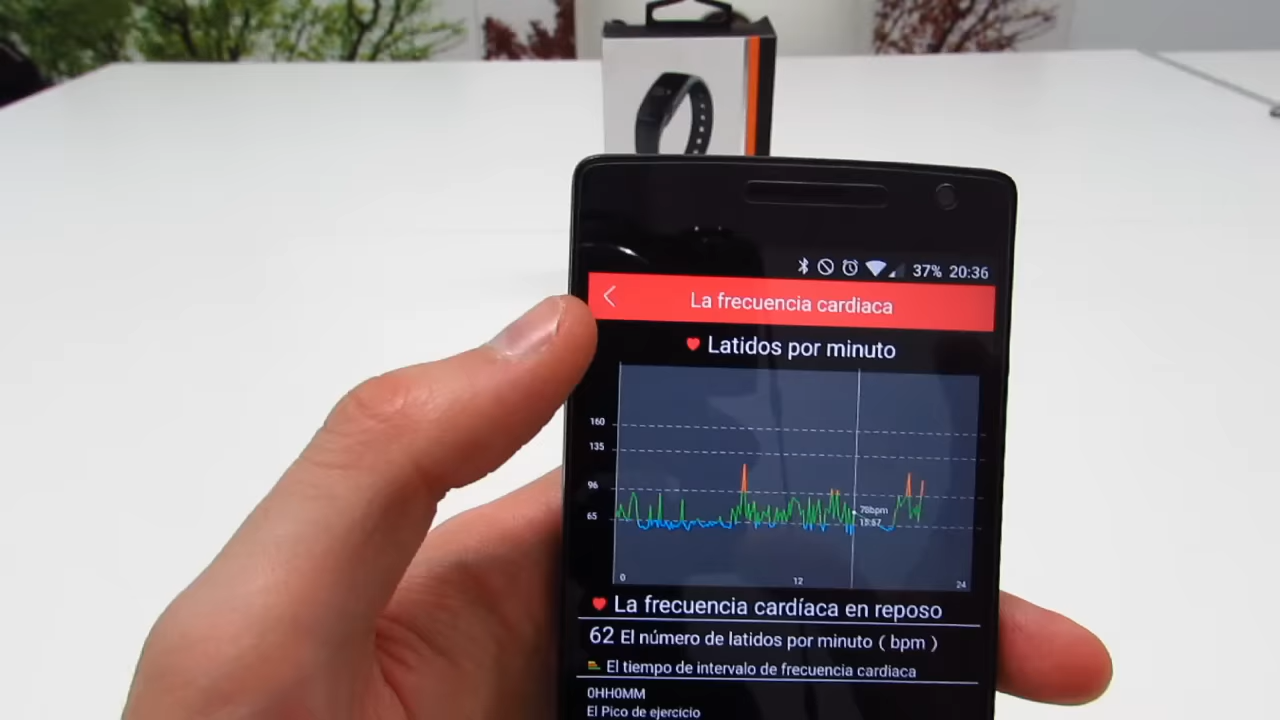 37% 20:36
La frecuencia cardiaca
Latidos por minuto
160
135
96
65
78bpm
15:57
0 12 24
La frecuencia cardíaca en reposo
62 El número de latidos por minuto ( bpm )
El tiempo de intervalo de frecuencia cardiaca
0HH0MM
El Pico de ejercicio